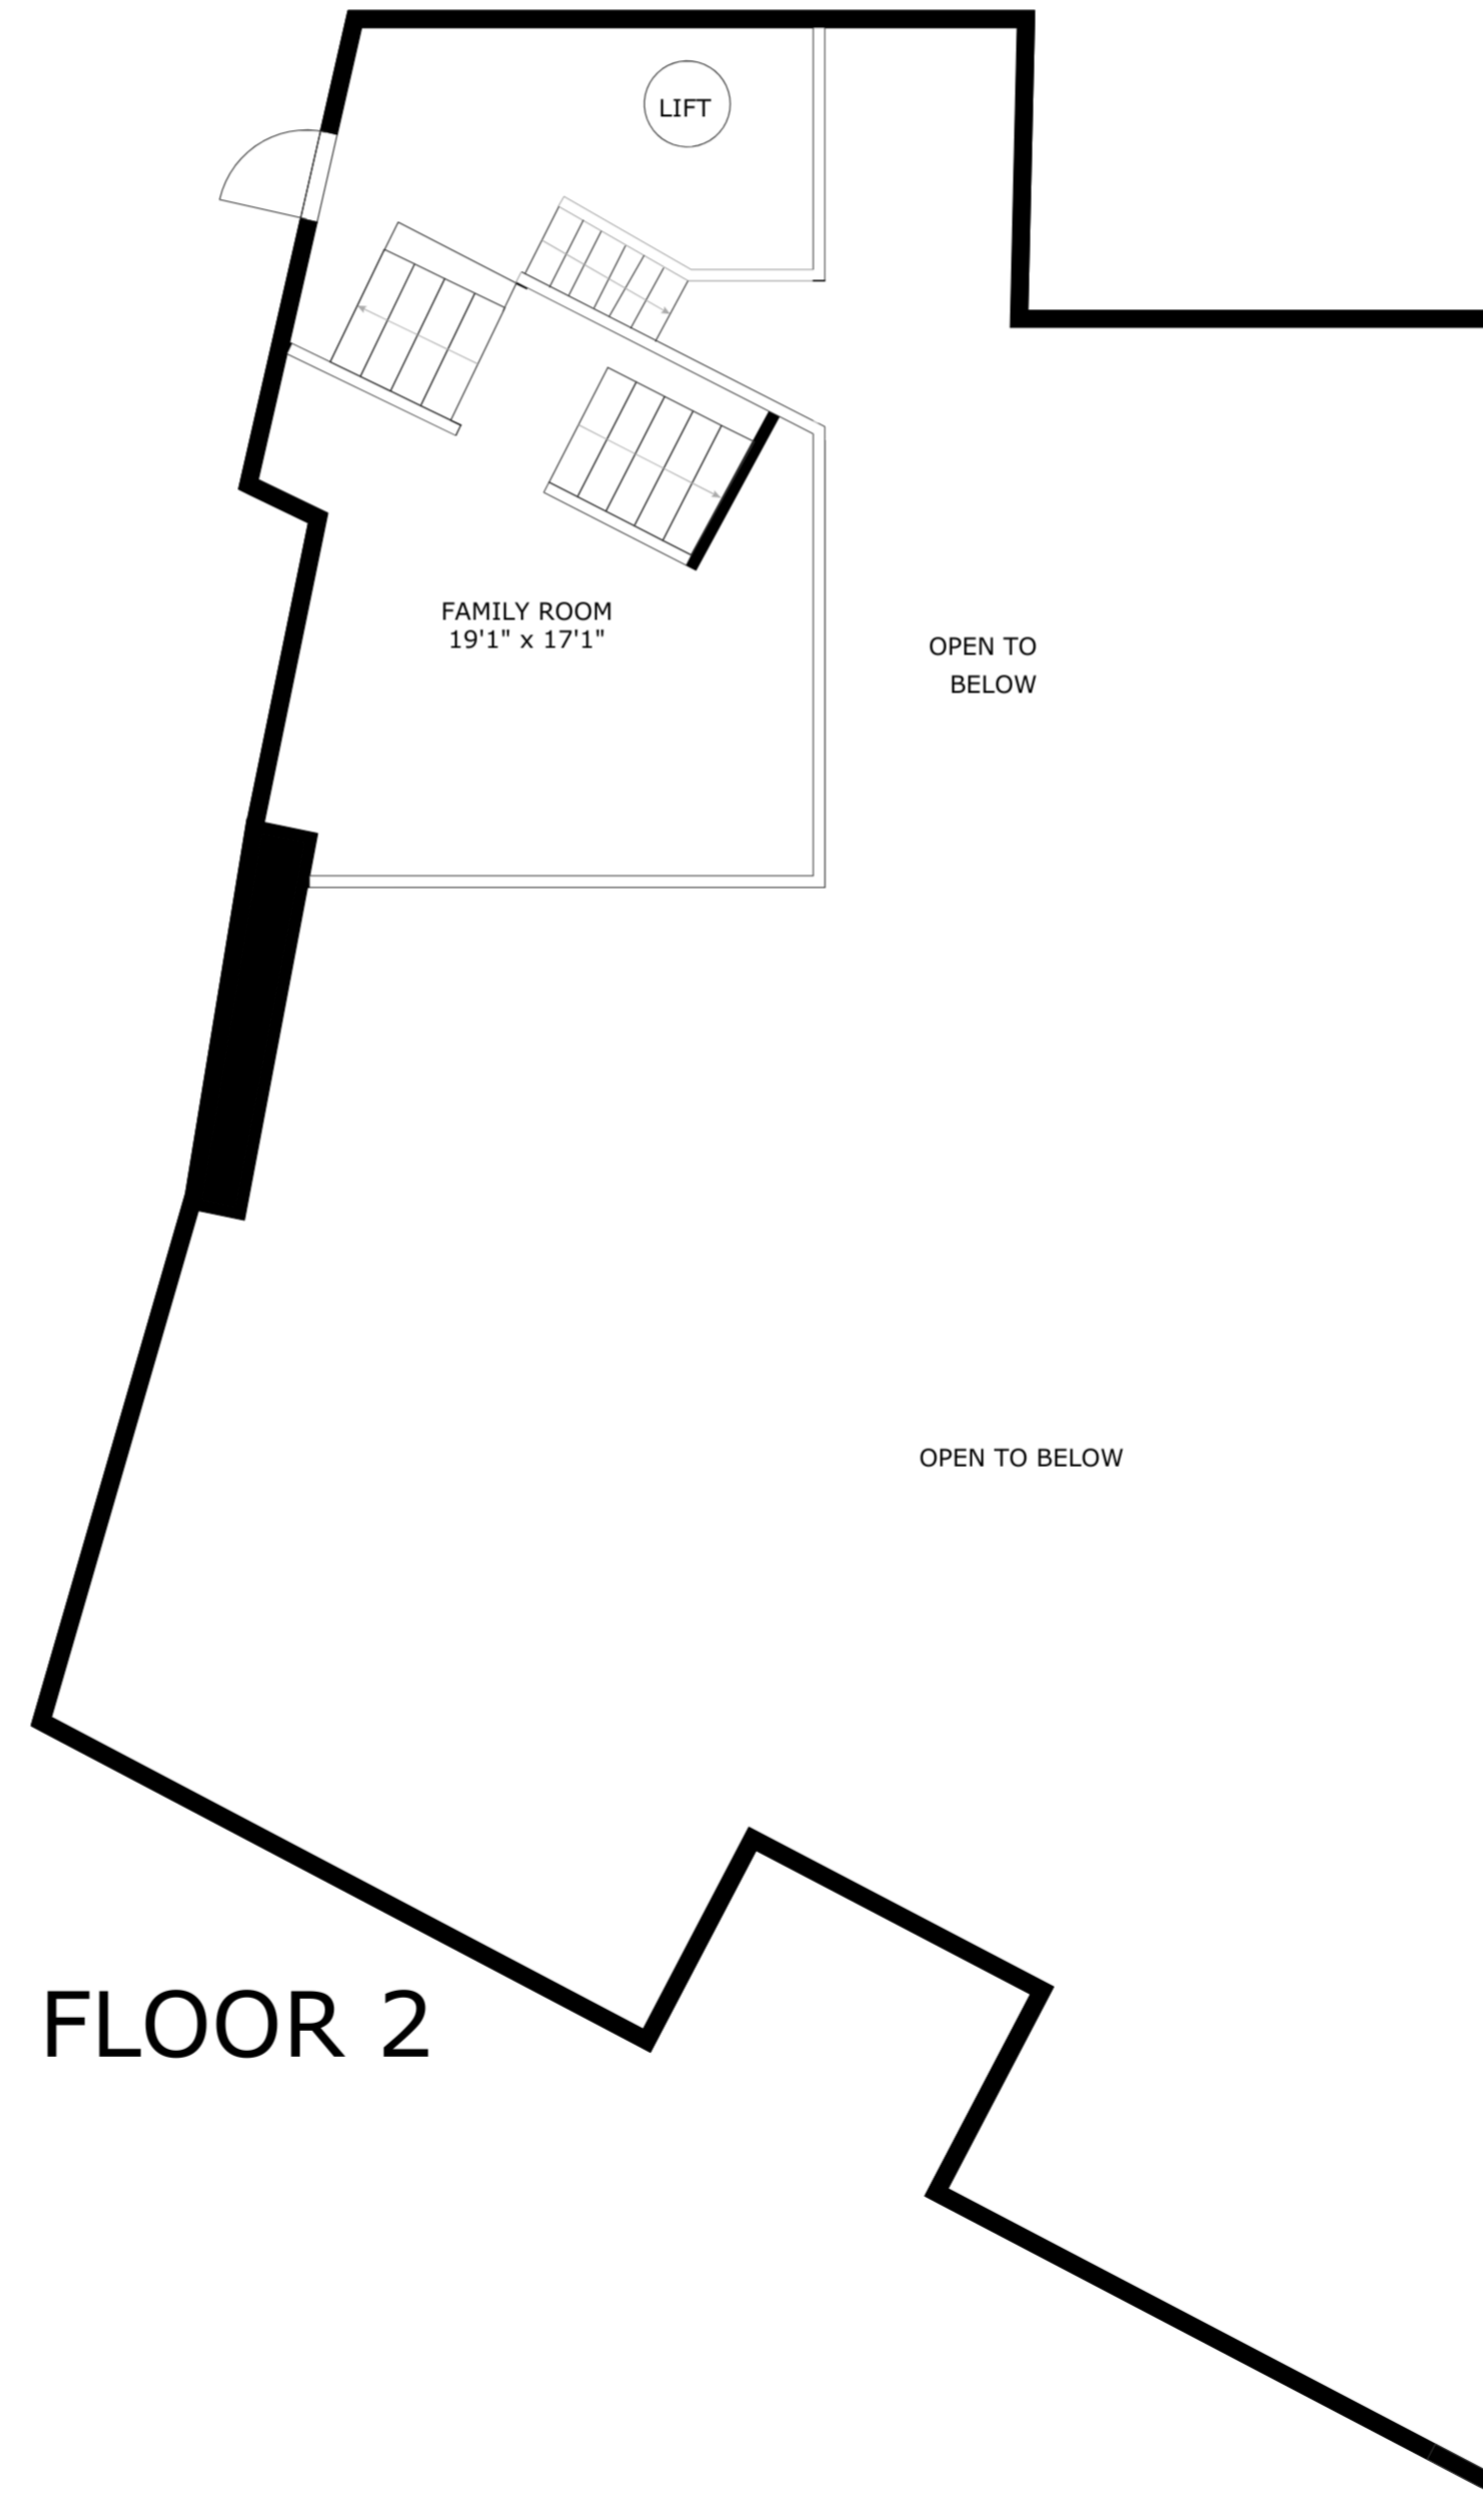 LIFT
FAMILY ROOM
19'1" x 17'1"
OPEN TO
BELOW
OPEN TO BELOW
FLOOR 2